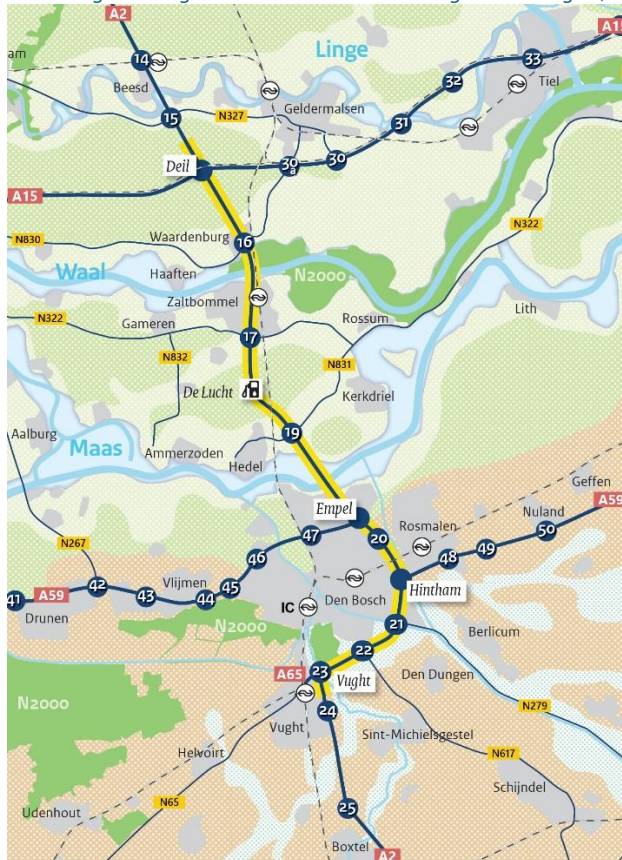 A2
A15
Linge
14
33
Beesd
32
Tiel
N327
Geldermalsen
15
31
Deil
30a
30
A15
N322
N830
Waardenburg
16
Waal
Haaften
N2000
Zaltbommel
Lith
N322
Gameren
17
Rossum
N832
N831
De Lucht
Kerkdriel
19
Aalburg
Maas
Ammerzoden
Hedel
Geffen
Empel
Nuland
A59
N267
47
20
Rosmalen
50
46
48
49
42
Vlijmen
45
Den Bosch
Hintham
41
A59
43
44
IC
Drunen
N2000
21
Berlicum
22
A65
23
Vught
Den Dungen
N2000
24
N279
Vught
Sint-Michielsgestel
Helvoirt
N617
Schijndel
N65
25
Udenhout
Boxtel
A2